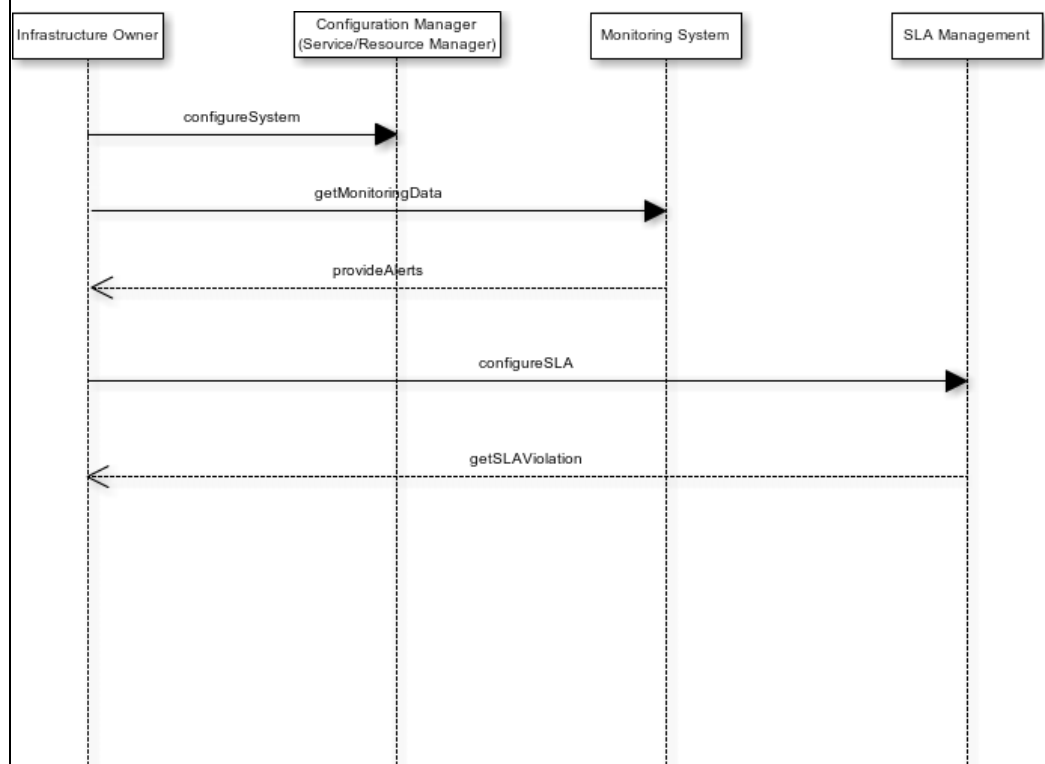 Infrastructure Owner
Configuration Manager
(Service/Resource Manager)
Monitoring System
SLA Management
configureSystem
getMonitoringData
provideAlerts
configureSLA
getSLAViolation